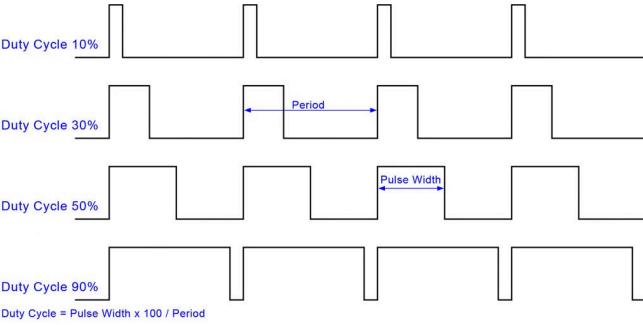 Duty Cycle 10%
Period
Duty Cycle 30%
Pulse Width
Duty Cycle 50%
Duty Cycle 90%
Duty Cycle = Pulse Width x 100 / Period